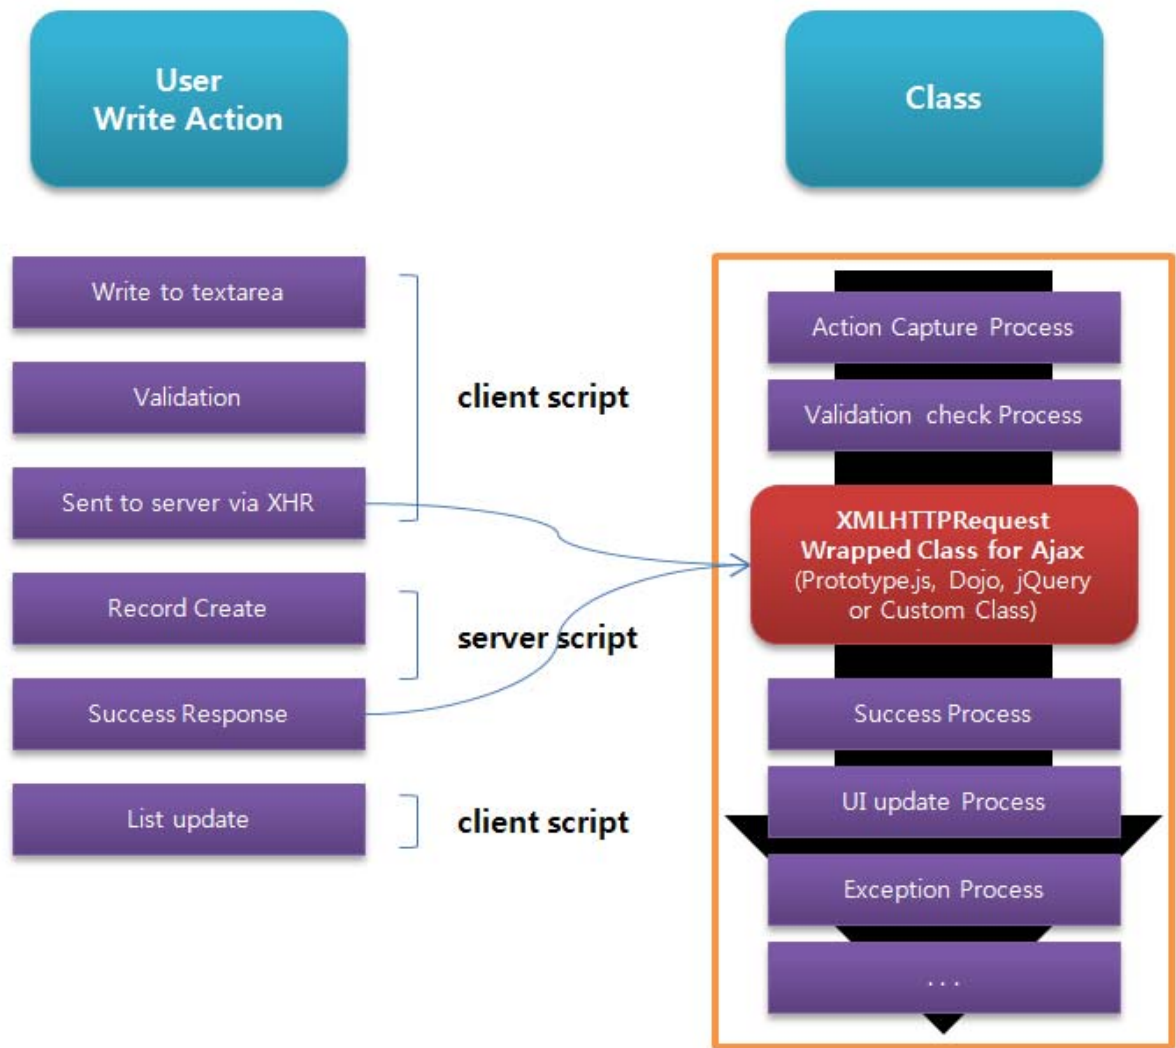 User
Write Action
Class
Write to textarea
Validation
Sent to server via XHR
Record Create
Success Response
List update
client script
server script
client script
Action Capture Process
Validation check Process
XMLHTTPRequest
Wrapped Class for Ajax
(Prototype.js, Dojo, jQuery
or Custom Class)
Success Process
UI update Process
Exception Process
. . .